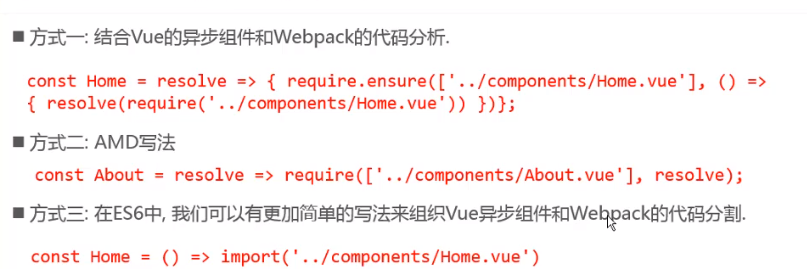 ■ 方式一: 结合Vue的异步组件和Webpack的代码分析.
const Home = resolve => { require.ensure(['../components/Home.vue'], () =>
{ resolve(require('../components/Home.vue')) })};
■ 方式二: AMD写法
const About = resolve => require(['../components/About.vue'], resolve);
■ 方式三: 在ES6中, 我们可以有更加简单的写法来组织Vue异步组件和Webpack的代码分割.
const Home = () => import('../components/Home.vue')